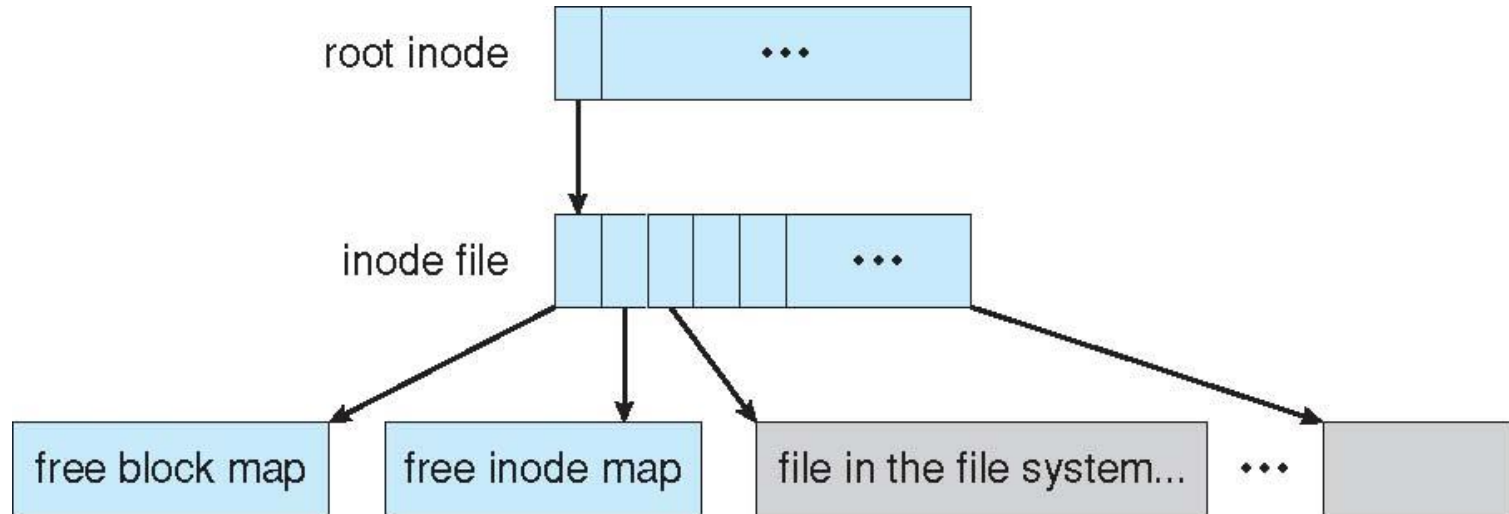 root inode
...
inode file
...
free block map
free inode map
file in the file system...
...